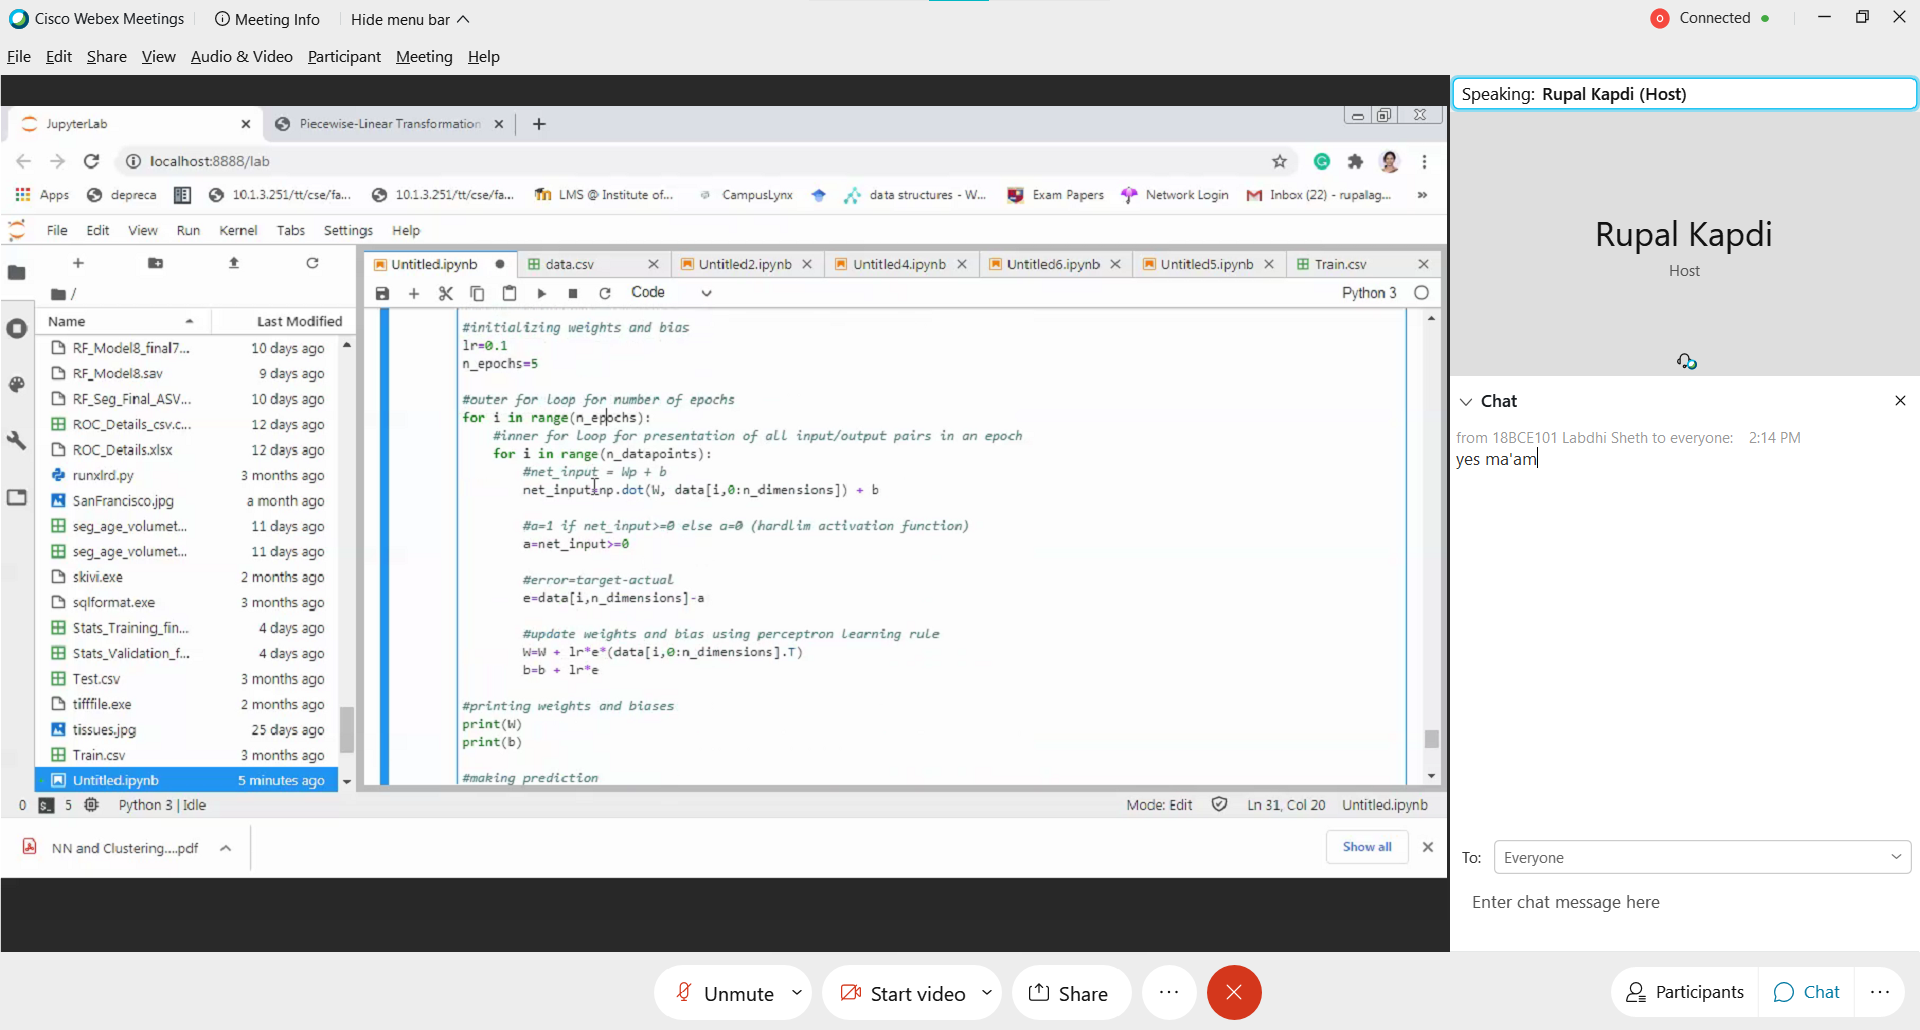 Cisco Webex Meetings Meeting Info Hide menu bar Connected
File Edit Share View Audio & Video Participant Meeting Help
Speaking: Rupal Kapdi (Host)
JupyterLab Piecewise-Linear Transformation
localhost:8888/lab
Apps depreca 10.1.3.251/tt/cse/fa... 10.1.3.251/tt/cse/fa... LMS @ Institute of... CampusLynx data structures - W... Exam Papers Network Login Inbox (22) - rupalag... »
File Edit View Run Kernel Tabs Settings Help
Untitled.ipynb data.csv Untitled2.ipynb Untitled4.ipynb Untitled6.ipynb Untitled5.ipynb Train.csv
Code Python 3
/
Name Last Modified
RF_Model8_final7... 10 days ago
RF_Model8.sav 9 days ago
RF_Seg_Final_ASV... 10 days ago
ROC_Details_csv.c... 12 days ago
ROC_Details.xlsx 12 days ago
runxlrd.py 3 months ago
SanFrancisco.jpg a month ago
seg_age_volumet... 11 days ago
seg_age_volumet... 11 days ago
skivi.exe 2 months ago
sqlformat.exe 3 months ago
Stats_Training_fin... 4 days ago
Stats_Validation_f... 4 days ago
Test.csv 3 months ago
tifffile.exe 2 months ago
tissues.jpg 25 days ago
Train.csv 3 months ago
Untitled.ipynb 5 minutes ago
#initializing weights and bias
lr=0.1
n_epochs=5
#outer for loop for number of epochs
for i in range(n_epochs):
#inner for loop for presentation of all input/output pairs in an epoch
for i in range(n_datapoints):
#net_input = Wp + b
net_input=np.dot(W, data[i,0:n_dimensions]) + b
#a=1 if net_input>=0 else a=0 (hardlim activation function)
a=net_input>=0
#error=target-actual
e=data[i,n_dimensions]-a
#update weights and bias using perceptron learning rule
W=W + lr*e*(data[i,0:n_dimensions].T)
b=b + lr*e
#printing weights and biases
print(W)
print(b)
#making prediction
0 5 Python 3 | Idle Mode: Edit Ln 31, Col 20 Untitled.ipynb
NN and Clustering....pdf Show all
Rupal Kapdi
Host
Chat
from 18BCE101 Labdhi Sheth to everyone: 2:14 PM
yes ma'am
To: Everyone
Enter chat message here
Unmute Start video Share Participants Chat